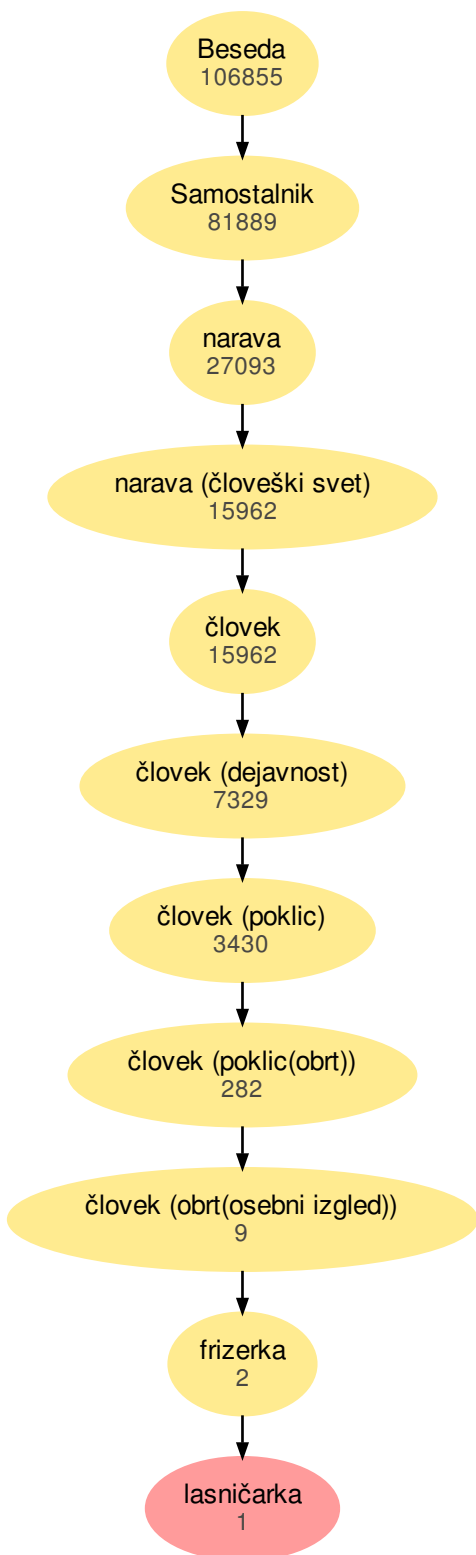 Beseda
106855
Samostalnik
81889
narava
27093
narava (človeški svet)
15962
človek
15962
človek (dejavnost)
7329
človek (poklic)
3430
človek (poklic(obrt))
282
človek (obrt(osebni izgled))
9
frizerka
2
lasničarka
1